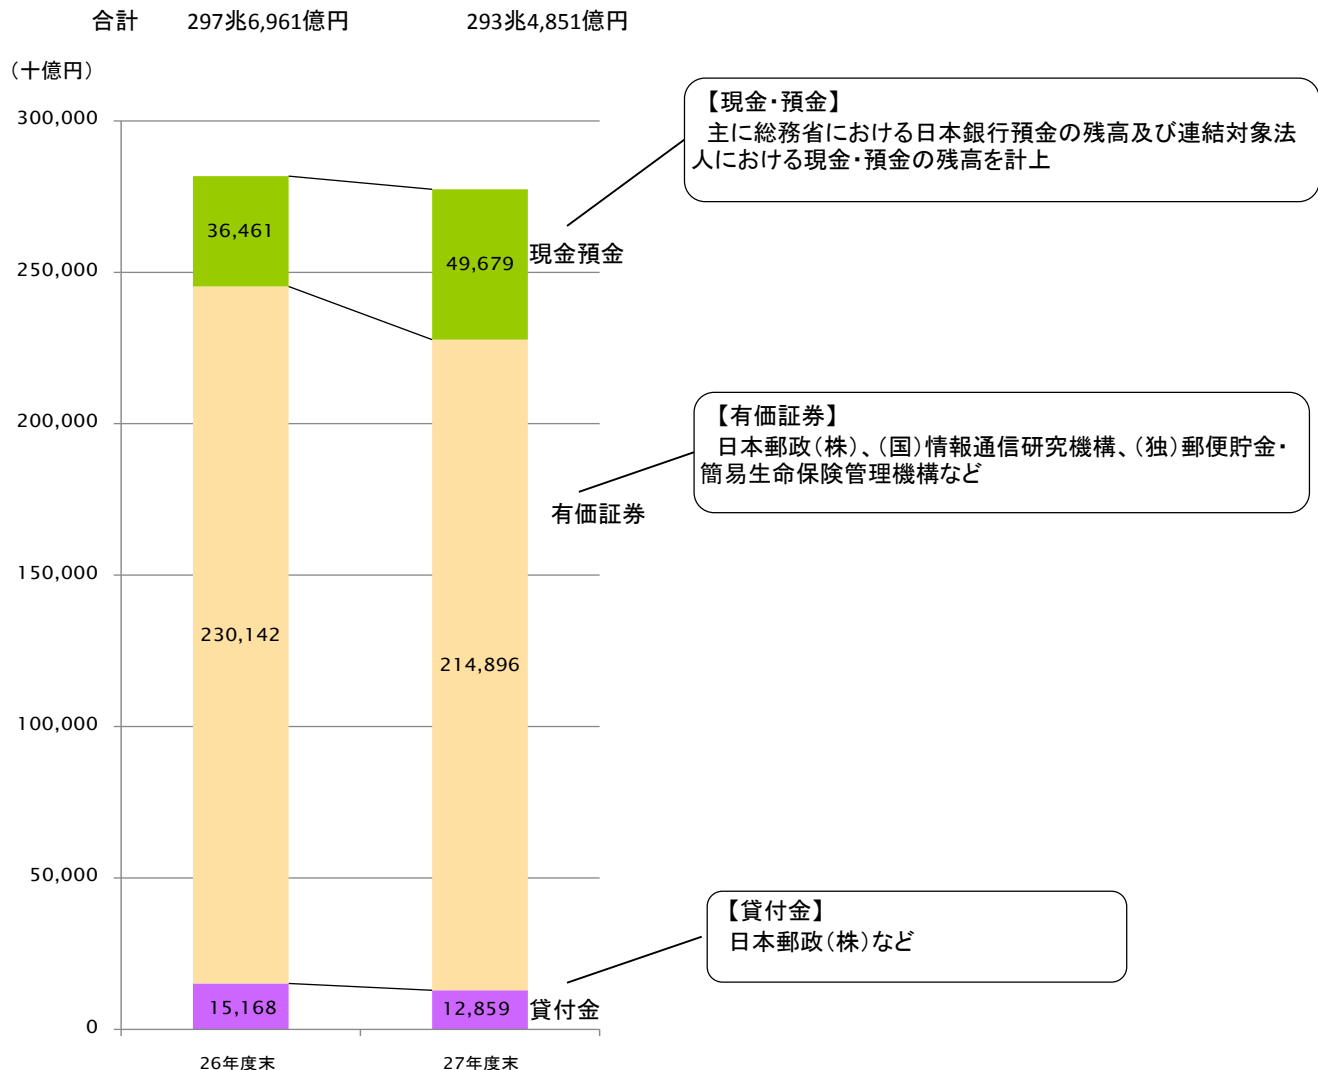 合計 297兆6,961億円 293兆4,851億円
(十億円)
300,000
250,000
200,000
150,000
100,000
50,000
0
36,461
230,142
15,168
49,679
214,896
12,859
現金預金
有価証券
貸付金
26年度末 27年度末
【現金・預金】
主に総務省における日本銀行預金の残高及び連結対象法
人における現金・預金の残高を計上
【有価証券】
日本郵政(株)、(国)情報通信研究機構、(独)郵便貯金・
簡易生命保険管理機構など
【貸付金】
日本郵政(株)など